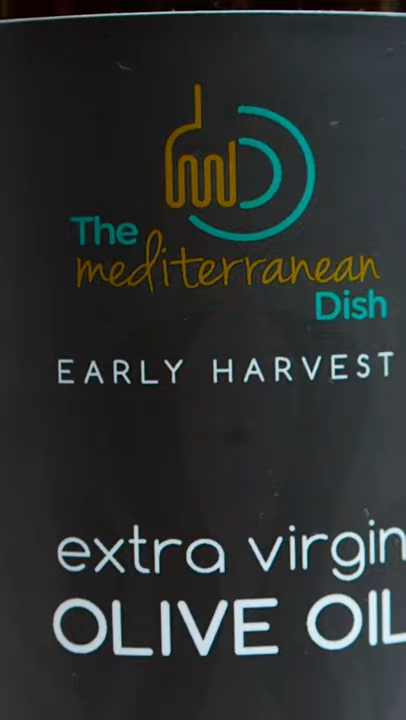 The
mediterranean
Dish
EARLY HARVEST
extra virgin
OLIVE OIL